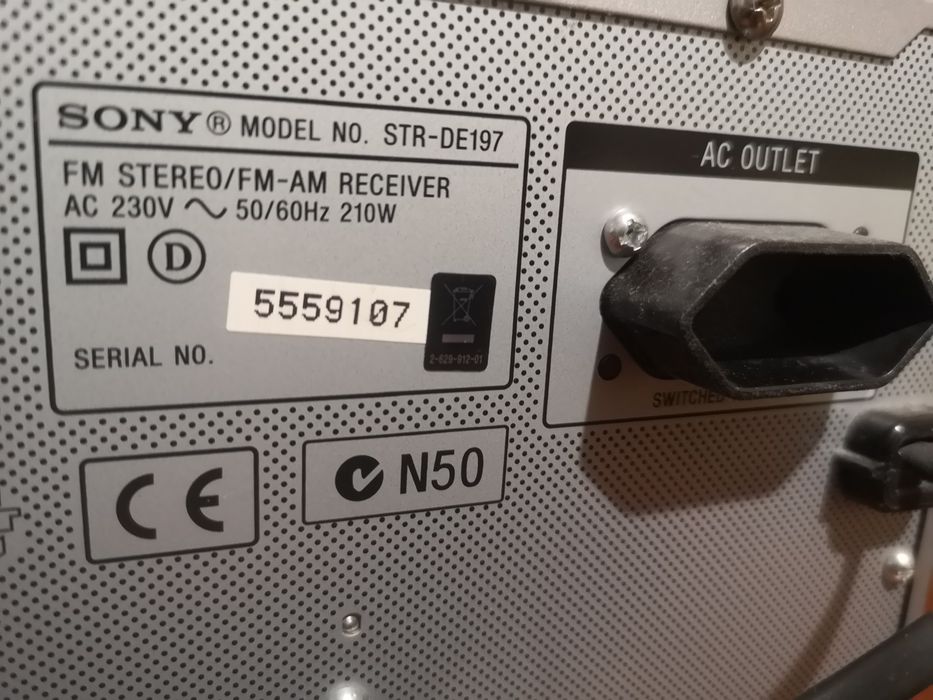 SONY® MODEL NO. STR-DE197
FM STEREO/FM-AM RECEIVER
AC 230V ~ 50/60Hz 210W
D
5559107
2-629-912-01
SERIAL NO.
CE
N50
AC OUTLET
SWITCHED